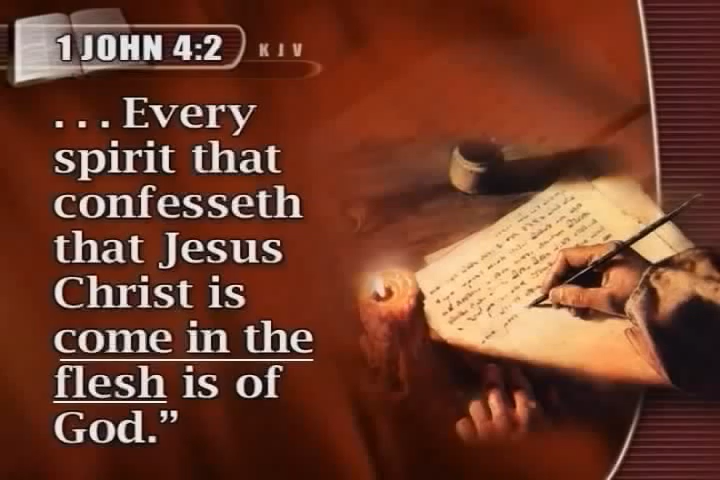 1 JOHN 4:2 KJV
. . . Every
spirit that
confesseth
that Jesus
Christ is
come in the
flesh is of
God.”